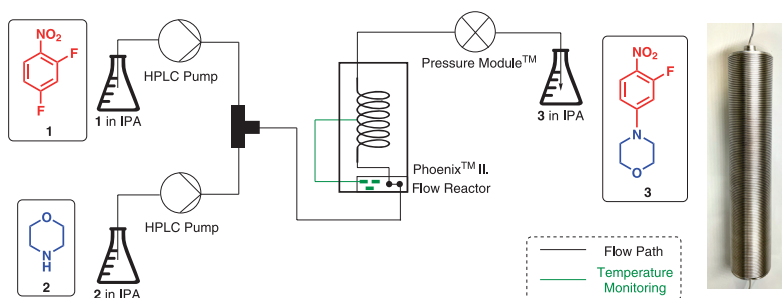 NO2
F
F
1
HPLC Pump
1 in IPA
O
N
H
2
HPLC Pump
2 in IPA
Pressure Module™
3 in IPA
Phoenix™ II.
Flow Reactor
NO2
F
N
O
3
Flow Path
Temperature
Monitoring